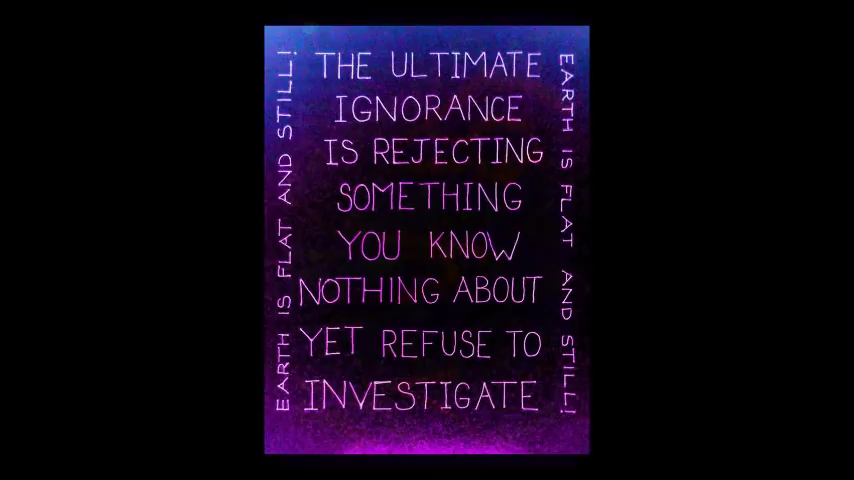 THE ULTIMATE
IGNORANCE
IS REJECTING
SOMETHING
YOU KNOW
NOTHING ABOUT
YET REFUSE TO
INVESTIGATE
EARTH IS FLAT AND STILL!
EARTH IS FLAT AND STILL!